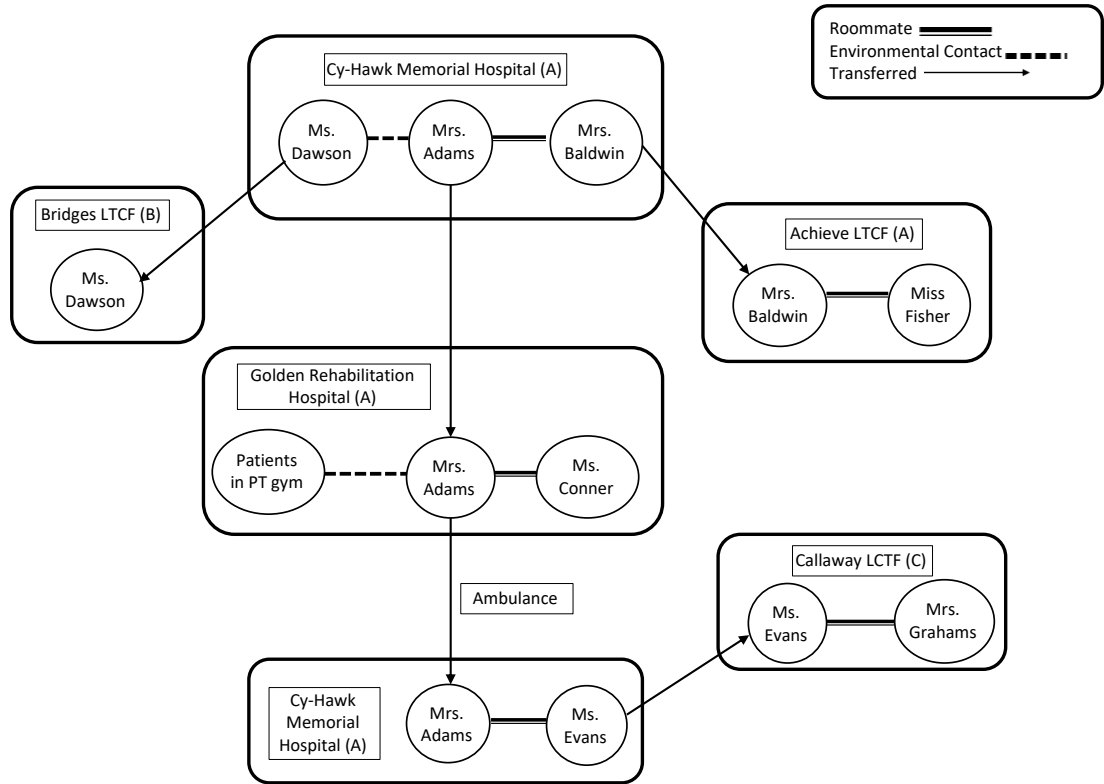 Roommate
Environmental Contact
Transferred
Cy-Hawk Memorial Hospital (A)
Ms.
Dawson
Mrs.
Adams
Mrs.
Baldwin
Bridges LTCF (B)
Ms.
Dawson
Achieve LTCF (A)
Mrs.
Baldwin
Miss
Fisher
Golden Rehabilitation
Hospital (A)
Patients
in PT gym
Mrs.
Adams
Ms.
Conner
Ambulance
Callaway LCTF (C)
Ms.
Evans
Mrs.
Grahams
Cy-Hawk
Memorial
Hospital (A)
Mrs.
Adams
Ms.
Evans